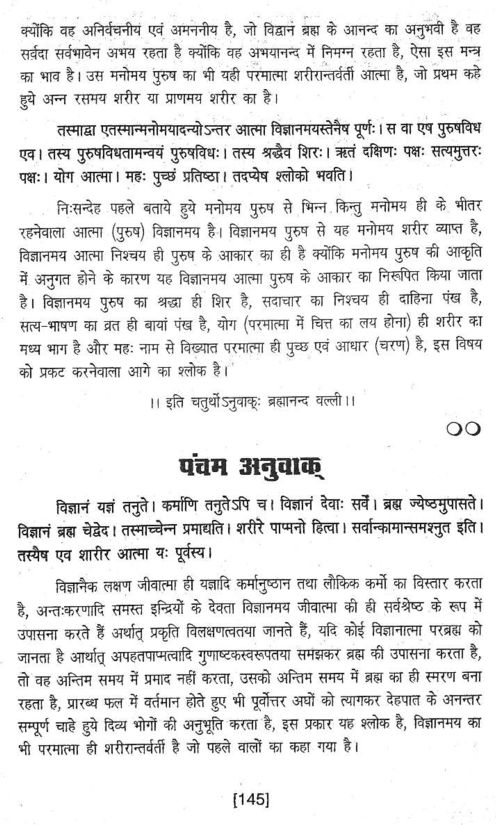 क्योंकि वह अनिर्वचनीय एवं अमननीय है, जो विद्वान ब्रह्म के आनन्द का अनुभवी है वह
सर्वदा सर्वभावेन अभय रहता है क्योंकि वह अभयानन्द में निमग्न रहता है, ऐसा इस मन्त्र
का भाव है। उस मनोमय पुरुष का भी यही परमात्मा शरीरान्तर्वर्ती आत्मा है, जो प्रथम कहे
हुये अन्न रसमय शरीर या प्राणमय शरीर का है।
तस्माद्वा एतस्मान्मनोमयादन्योऽन्तर आत्मा विज्ञानमयस्तेनैष पूर्णः। स वा एष पुरुषविध
एव। तस्य पुरुषविधतामन्वयं पुरुषविधः। तस्य श्रद्धैव शिरः। ऋतं दक्षिणः पक्षः सत्यमुत्तरः
पक्षः। योग आत्मा। महः पुच्छं प्रतिष्ठा। तदप्येष श्लोको भवति।
निःसन्देह पहले बताये हुये मनोमय पुरुष से भिन्न किन्तु मनोमय ही के भीतर
रहनेवाला आत्मा (पुरुष) विज्ञानमय है। विज्ञानमय पुरुष से यह मनोमय शरीर व्याप्त है,
विज्ञानमय आत्मा निश्चय ही पुरुष के आकार का ही है क्योंकि मनोमय पुरुष की आकृति
में अनुगत होने के कारण यह विज्ञानमय आत्मा पुरुष के आकार का निरूपित किया जाता
है। विज्ञानमय पुरुष का श्रद्धा ही शिर है, सदाचार का निश्चय ही दाहिना पंख है,
सत्य-भाषण का व्रत ही बायां पंख है, योग (परमात्मा में चित्त का लय होना) ही शरीर का
मध्य भाग है और महः नाम से विख्यात परमात्मा ही पुच्छ एवं आधार (चरण) है, इस विषय
को प्रकट करनेवाला आगे का श्लोक है।
।। इति चतुर्थोऽनुवाक्ः ब्रह्मानन्द वल्ली।।
पंचम अनुवाक्
विज्ञानं यज्ञं तनुते। कर्माणि तनुतेऽपि च। विज्ञानं देवाः सर्वे। ब्रह्म ज्येष्ठमुपासते।
विज्ञानं ब्रह्म चेद्वेद। तस्माच्चेन्न प्रमाद्यति। शरीरे पाप्मनो हित्वा। सर्वान्कामान्समश्नुत इति।
तस्यैष एव शारीर आत्मा यः पूर्वस्य।
विज्ञानैक लक्षण जीवात्मा ही यज्ञादि कर्मानुष्ठान तथा लौकिक कर्मो का विस्तार करता
है, अन्तःकरणादि समस्त इन्द्रियों के देवता विज्ञानमय जीवात्मा की ही सर्वश्रेष्ठ के रूप में
उपासना करते हैं अर्थात् प्रकृति विलक्षणत्वतया जानते हैं, यदि कोई विज्ञानात्मा परब्रह्म को
जानता है आर्थात् अपहतपाप्मत्वादि गुणाष्टकस्वरूपतया समझकर ब्रह्म की उपासना करता है,
तो वह अन्तिम समय में प्रमाद नहीं करता, उसको अन्तिम समय में ब्रह्म का ही स्मरण बना
रहता है, प्रारब्ध फल में वर्तमान होते हुए भी पूर्वोत्तर अघों को त्यागकर देहपात के अनन्तर
सम्पूर्ण चाहे हुये दिव्य भोगों की अनुभूति करता है, इस प्रकार यह श्लोक है, विज्ञानमय का
भी परमात्मा ही शरीरान्तर्वर्ती है जो पहले वालों का कहा गया है।
[145]